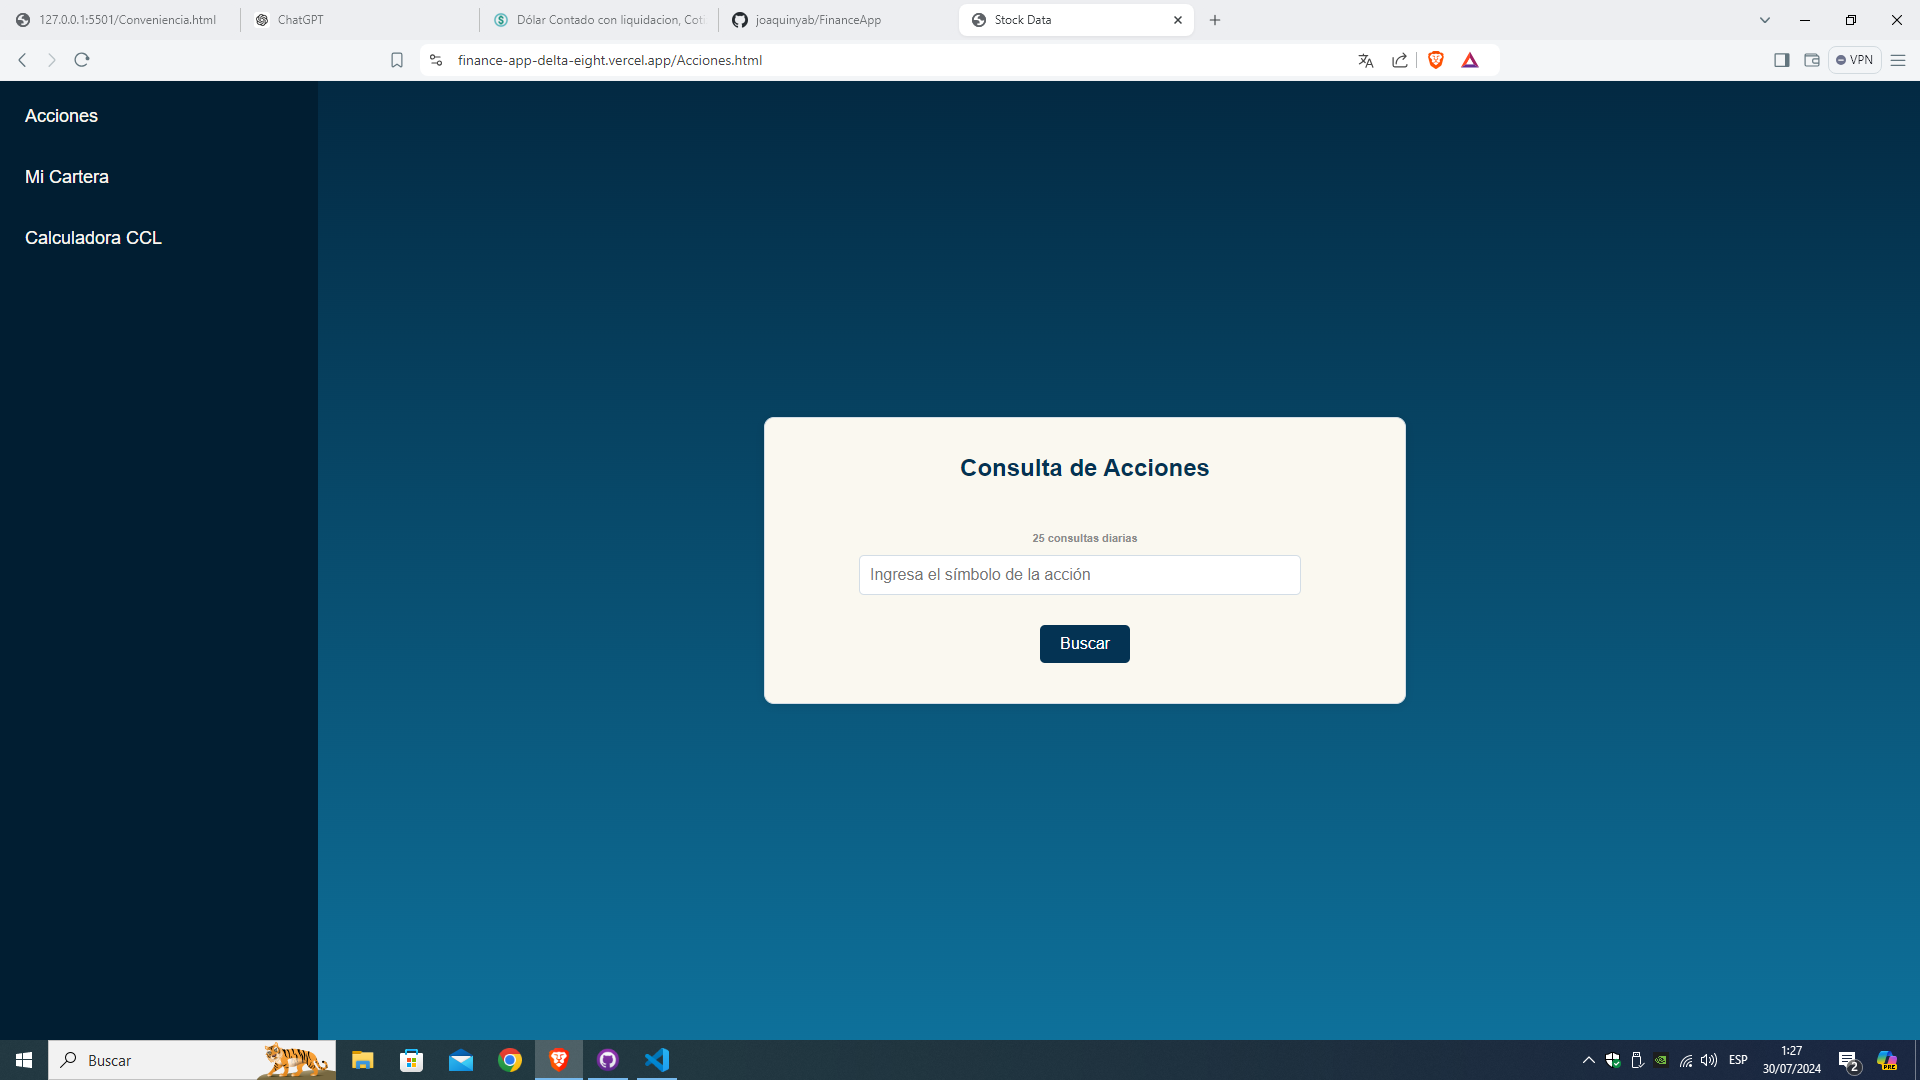 127.0.0.1:5501/Conveniencia.html
ChatGPT
Dólar Contado con liquidacion, Coti
joaquinyab/FinanceApp
Stock Data
finance-app-delta-eight.vercel.app/Acciones.html
VPN
Acciones
Mi Cartera
Calculadora CCL
Consulta de Acciones
25 consultas diarias
Ingresa el símbolo de la acción
Buscar
Buscar
ESP
1:27
30/07/2024
2
PRE